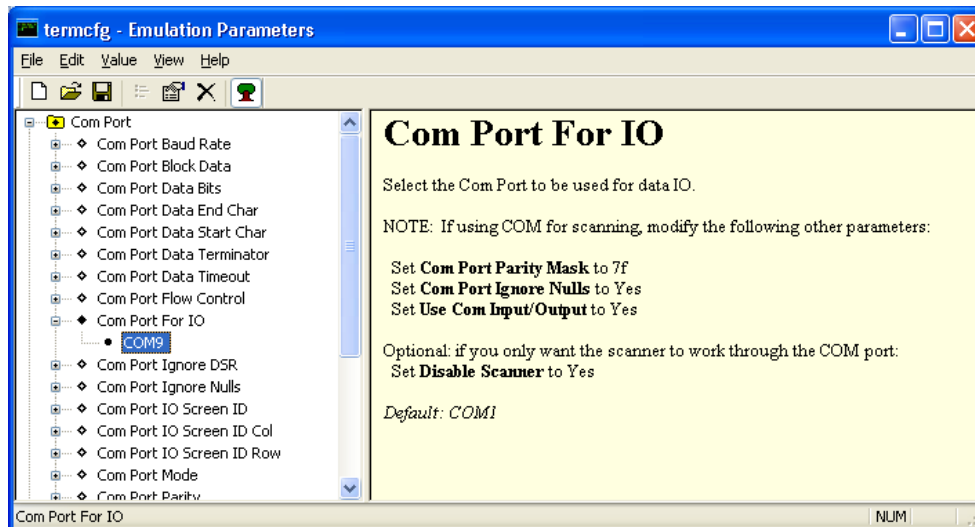 termcfg - Emulation Parameters
File Edit Value View Help
Com Port
Com Port Baud Rate
Com Port Block Data
Com Port Data Bits
Com Port Data End Char
Com Port Data Start Char
Com Port Data Terminator
Com Port Data Timeout
Com Port Flow Control
Com Port For IO
COM9
Com Port Ignore DSR
Com Port Ignore Nulls
Com Port IO Screen ID
Com Port IO Screen ID Col
Com Port IO Screen ID Row
Com Port Mode
Com Port Parity
Com Port For IO
Select the Com Port to be used for data IO.
NOTE: If using COM for scanning, modify the following other parameters:
Set Com Port Parity Mask to 7f
Set Com Port Ignore Nulls to Yes
Set Use Com Input/Output to Yes
Optional: if you only want the scanner to work through the COM port:
Set Disable Scanner to Yes
Default: COM1
Com Port For IO
NUM